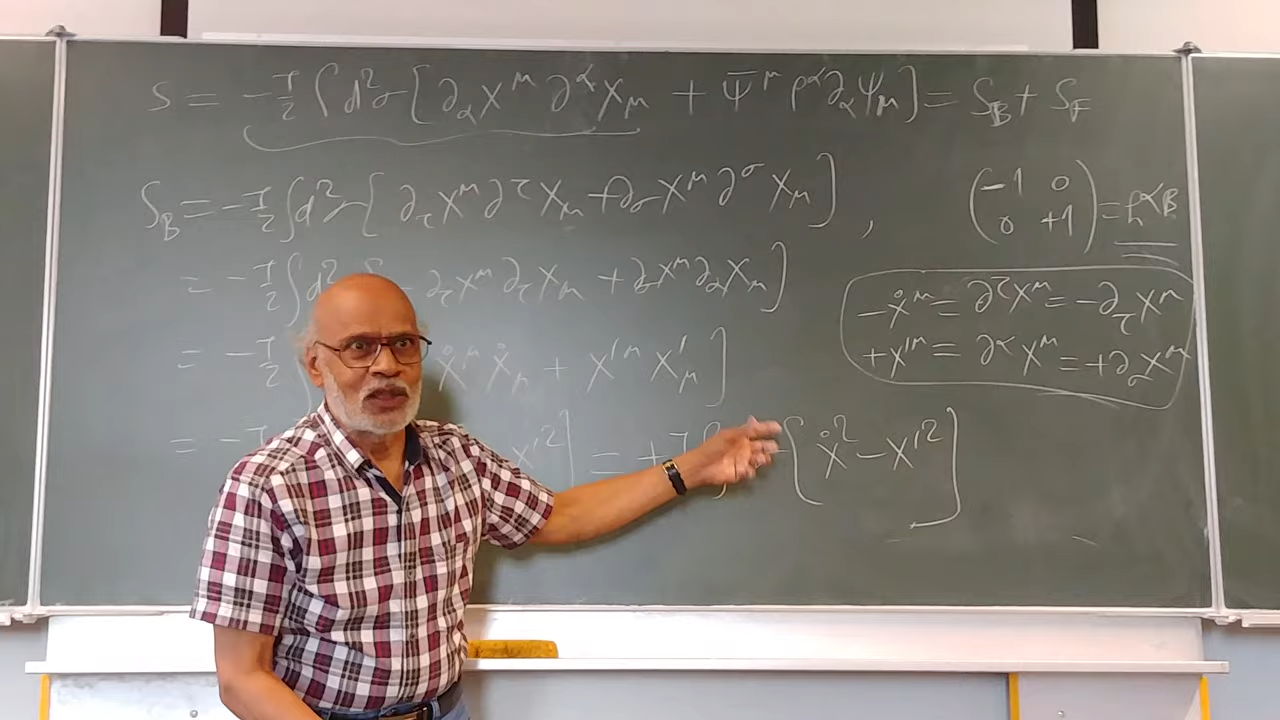 S = -T/2 ∫d²σ [∂_α X^μ ∂^α X_μ + Ψ̄^μ ρ^α ∂_α Ψ_μ] = S_B + S_F
S_B = -T/2 ∫d²σ [∂_τ X^μ ∂^τ X_μ + ∂_σ X^μ ∂^σ X_μ] ,
(-1 0
0 +1) = h^αβ
= -T/2 ∫d²σ [- ∂_τ X^μ ∂_τ X_μ + ∂_σ X^μ ∂_σ X_μ]
-Ẋ^μ = ∂^τ X^μ = -∂_τ X^μ
+X'^μ = ∂^σ X^μ = +∂_σ X^μ
= -T/2 Ẋ^μ Ẋ_μ + X'^μ X'_μ]
= -T X'²] = +T [Ẋ² - X'²]